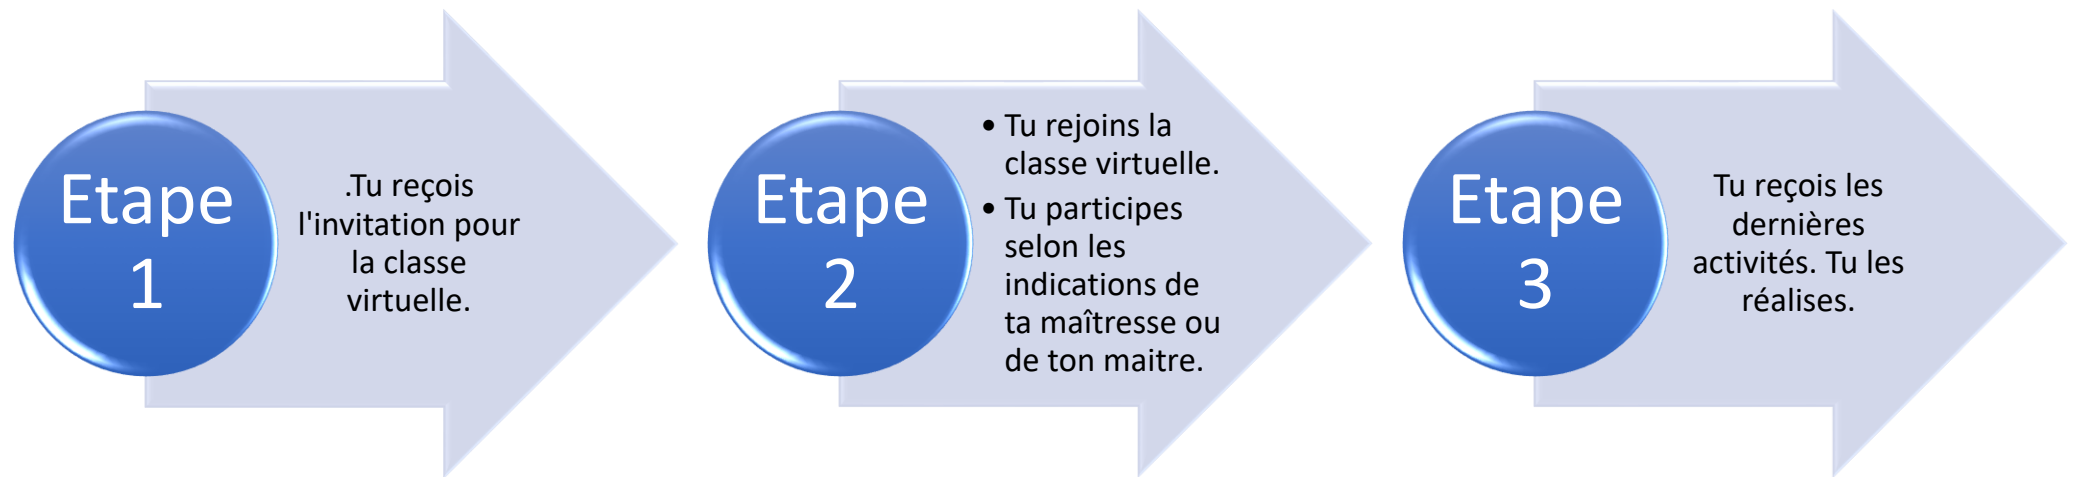 Etape
1
.Tu reçois
l'invitation pour
la classe
virtuelle.
Etape
2
• Tu rejoins la
classe virtuelle.
• Tu participes
selon les
indications de
ta maîtresse ou
de ton maitre.
Etape
3
Tu reçois les
dernières
activités. Tu les
réalises.